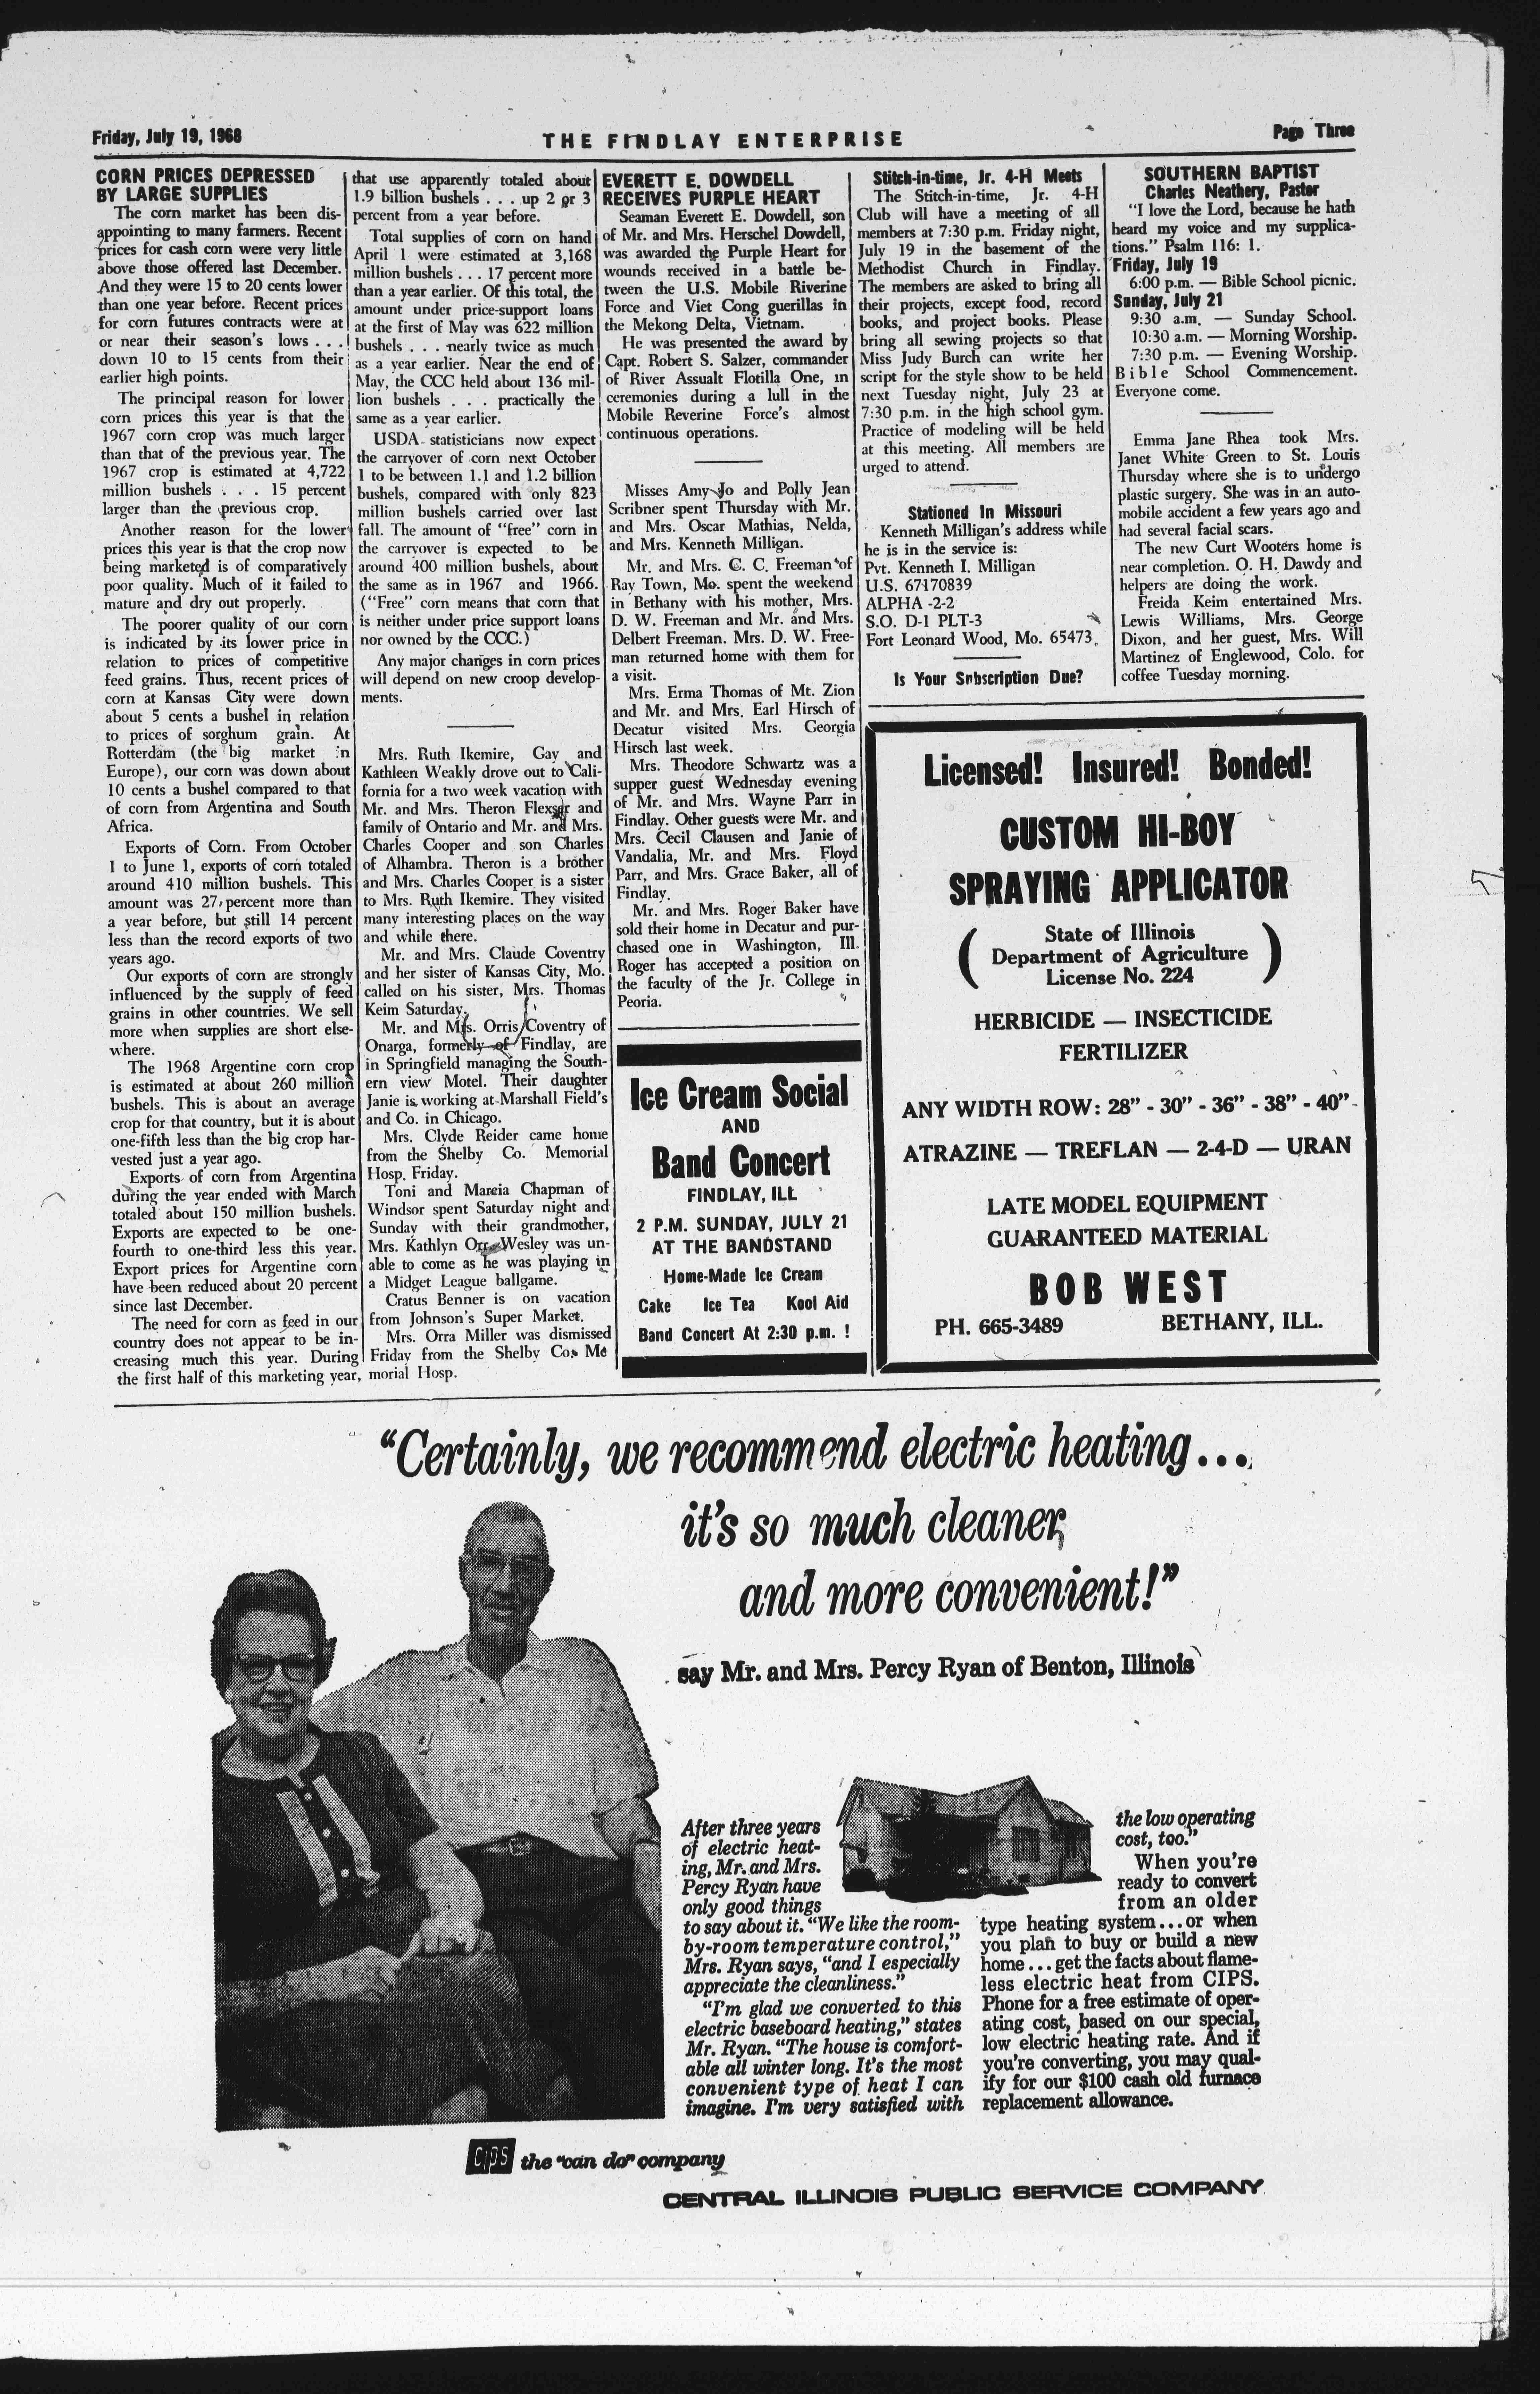 Friday, July 19, 1968
THE FINDLAY ENTERPRISE
Page Three
CORN PRICES DEPRESSED
BY LARGE SUPPLIES
The corn market has been dis-
appointing to many farmers. Recent
prices for cash corn were very little
above those offered last December.
And they were 15 to 20 cents lower
than one year before. Recent prices
for corn futures contracts were at
or near their season's lows . . .
down 10 to 15 cents from their
earlier high points.
The principal reason for lower
corn prices this year is that the
1967 corn crop was much larger
than that of the previous year. The
1967 crop is estimated at 4,722
million bushels . . . 15 percent
larger than the previous crop.
Another reason for the lower
prices this year is that the crop now
being marketed is of comparatively
poor quality. Much of it failed to
mature and dry out properly.
The poorer quality of our corn
is indicated by its lower price in
relation to prices of competitive
feed grains. Thus, recent prices of
corn at Kansas City were down
about 5 cents a bushel in relation
to prices of sorghum grain. At
Rotterdam (the big market in
Europe), our corn was down about
10 cents a bushel compared to that
of corn from Argentina and South
Africa.
Exports of Corn. From October
1 to June 1, exports of corn totaled
around 410 million bushels. This
amount was 27 percent more than
a year before, but still 14 percent
less than the record exports of two
years ago.
Our exports of corn are strongly
influenced by the supply of feed
grains in other countries. We sell
more when supplies are short else-
where.
The 1968 Argentine corn crop
is estimated at about 260 million
bushels. This is about an average
crop for that country, but it is about
one-fifth less than the big crop har-
vested just a year ago.
Exports of corn from Argentina
during the year ended with March
totaled about 150 million bushels.
Exports are expected to be one-
fourth to one-third less this year.
Export prices for Argentine corn
have been reduced about 20 percent
since last December.
The need for corn as feed in our
country does not appear to be in-
creasing much this year. During
the first half of this marketing year,
that use apparently totaled about
1.9 billion bushels . . . up 2 or 3
percent from a year before.
Total supplies of corn on hand
April 1 were estimated at 3,168
million bushels . . . 17 percent more
than a year earlier. Of this total, the
amount under price-support loans
at the first of May was 622 million
bushels . . . nearly twice as much
as a year earlier. Near the end of
May, the CCC held about 136 mil-
lion bushels . . . practically the
same as a year earlier.
USDA statisticians now expect
the carryover of corn next October
1 to be between 1.1 and 1.2 billion
bushels, compared with only 823
million bushels carried over last
fall. The amount of "free" corn in
the carryover is expected to be
around 400 million bushels, about
the same as in 1967 and 1966.
("Free" corn means that corn that
is neither under price support loans
nor owned by the CCC.)
Any major changes in corn prices
will depend on new croop develop-
ments.
Mrs. Ruth Ikemire, Gay and
Kathleen Weakly drove out to Cali-
fornia for a two week vacation with
Mr. and Mrs. Theron Flexser and
family of Ontario and Mr. and Mrs.
Charles Cooper and son Charles
of Alhambra. Theron is a brother
and Mrs. Charles Cooper is a sister
to Mrs. Ruth Ikemire. They visited
many interesting places on the way
and while there.
Mr. and Mrs. Claude Coventry
and her sister of Kansas City, Mo.
called on his sister, Mrs. Thomas
Keim Saturday.
Mr. and Mrs. Orris Coventry of
Onarga, formerly of Findlay, are
in Springfield managing the South-
ern view Motel. Their daughter
Janie is working at Marshall Field's
and Co. in Chicago.
Mrs. Clyde Reider came home
from the Shelby Co. Memorial
Hosp. Friday.
Toni and Marcia Chapman of
Windsor spent Saturday night and
Sunday with their grandmother,
Mrs. Kathlyn Orr. Wesley was un-
able to come as he was playing in
a Midget League ballgame.
Cratus Benner is on vacation
from Johnson's Super Market.
Mrs. Orra Miller was dismissed
Friday from the Shelby Co. Me
morial Hosp.
EVERETT E. DOWDELL
RECEIVES PURPLE HEART
Seaman Everett E. Dowdell, son
of Mr. and Mrs. Herschel Dowdell,
was awarded the Purple Heart for
wounds received in a battle be-
tween the U.S. Mobile Riverine
Force and Viet Cong guerillas in
the Mekong Delta, Vietnam.
He was presented the award by
Capt. Robert S. Salzer, commander
of River Assualt Flotilla One, in
ceremonies during a lull in the
Mobile Reverine Force's almost
continuous operations.
Misses Amy Jo and Polly Jean
Scribner spent Thursday with Mr.
and Mrs. Oscar Mathias, Nelda,
and Mrs. Kenneth Milligan.
Mr. and Mrs. C. C. Freeman of
Ray Town, Mo. spent the weekend
in Bethany with his mother, Mrs.
D. W. Freeman and Mr. and Mrs.
Delbert Freeman. Mrs. D. W. Free-
man returned home with them for
a visit.
Mrs. Erma Thomas of Mt. Zion
and Mr. and Mrs. Earl Hirsch of
Decatur visited Mrs. Georgia
Hirsch last week.
Mrs. Theodore Schwartz was a
supper guest Wednesday evening
of Mr. and Mrs. Wayne Parr in
Findlay. Other guests were Mr. and
Mrs. Cecil Clausen and Janie of
Vandalia, Mr. and Mrs. Floyd
Parr, and Mrs. Grace Baker, all of
Findlay.
Mr. and Mrs. Roger Baker have
sold their home in Decatur and pur-
chased one in Washington, Ill.
Roger has accepted a position on
the faculty of the Jr. College in
Peoria.
Ice Cream Social
AND
Band Concert
FINDLAY, ILL
2 P.M. SUNDAY, JULY 21
AT THE BANDSTAND
Home-Made Ice Cream
Cake Ice Tea Kool Aid
Band Concert At 2:30 p.m. !
Stitch-in-time, Jr. 4-H Meets
The Stitch-in-time, Jr. 4-H
Club will have a meeting of all
members at 7:30 p.m. Friday night,
July 19 in the basement of the
Methodist Church in Findlay.
The members are asked to bring all
their projects, except food, record
books, and project books. Please
bring all sewing projects so that
Miss Judy Burch can write her
script for the style show to be held
next Tuesday night, July 23 at
7:30 p.m. in the high school gym.
Practice of modeling will be held
at this meeting. All members are
urged to attend.
Stationed In Missouri
Kenneth Milligan's address while
he is in the service is:
Pvt. Kenneth I. Milligan
U.S. 67170839
ALPHA -2-2
S.O. D-1 PLT-3
Fort Leonard Wood, Mo. 65473.
Is Your Subscription Due?
SOUTHERN BAPTIST
Charles Neathery, Pastor
"I love the Lord, because he hath
heard my voice and my supplica-
tions." Psalm 116: 1.
Friday, July 19
6:00 p.m. — Bible School picnic.
Sunday, July 21
9:30 a.m. — Sunday School.
10:30 a.m. — Morning Worship.
7:30 p.m. — Evening Worship.
Bible School Commencement.
Everyone come.
Emma Jane Rhea took Mrs.
Janet White Green to St. Louis
Thursday where she is to undergo
plastic surgery. She was in an auto-
mobile accident a few years ago and
had several facial scars.
The new Curt Wooters home is
near completion. O. H. Dawdy and
helpers are doing the work.
Freida Keim entertained Mrs.
Lewis Williams, Mrs. George
Dixon, and her guest, Mrs. Will
Martinez of Englewood, Colo. for
coffee Tuesday morning.
Licensed! Insured! Bonded!
CUSTOM HI-BOY
SPRAYING APPLICATOR
( State of Illinois
Department of Agriculture
License No. 224 )
HERBICIDE — INSECTICIDE
FERTILIZER
ANY WIDTH ROW: 28" - 30" - 36" - 38" - 40"
ATRAZINE — TREFLAN — 2-4-D — URAN
LATE MODEL EQUIPMENT
GUARANTEED MATERIAL
BOB WEST
PH. 665-3489 BETHANY, ILL.
"Certainly, we recommend electric heating...
it's so much cleaner,
and more convenient!"
say Mr. and Mrs. Percy Ryan of Benton, Illinois
After three years
of electric heat-
ing, Mr. and Mrs.
Percy Ryan have
only good things
to say about it. "We like the room-
by-room temperature control,"
Mrs. Ryan says, "and I especially
appreciate the cleanliness."
"I'm glad we converted to this
electric baseboard heating," states
Mr. Ryan. "The house is comfort-
able all winter long. It's the most
convenient type of heat I can
imagine. I'm very satisfied with
the low operating
cost, too."
When you're
ready to convert
from an older
type heating system...or when
you plan to buy or build a new
home...get the facts about flame-
less electric heat from CIPS.
Phone for a free estimate of oper-
ating cost, based on our special,
low electric heating rate. And if
you're converting, you may qual-
ify for our $100 cash old furnace
replacement allowance.
CIPS the "can do" company
CENTRAL ILLINOIS PUBLIC SERVICE COMPANY